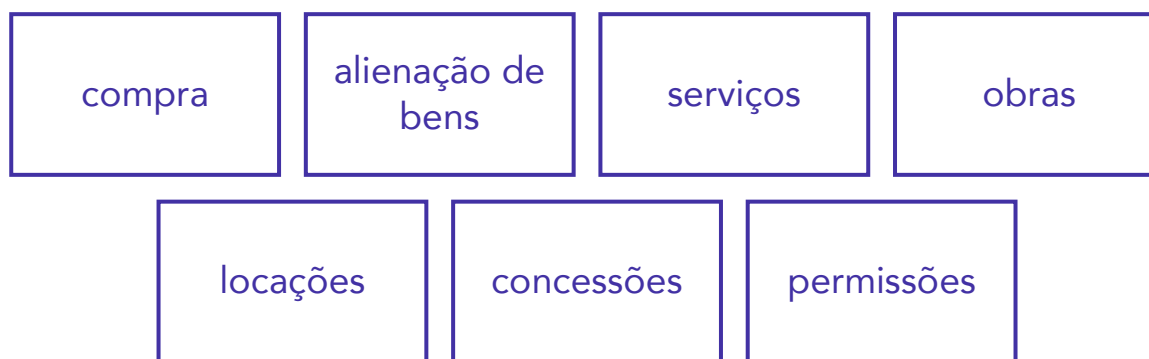 compra
alienação de
bens
serviços
obras
locações
concessões
permissões